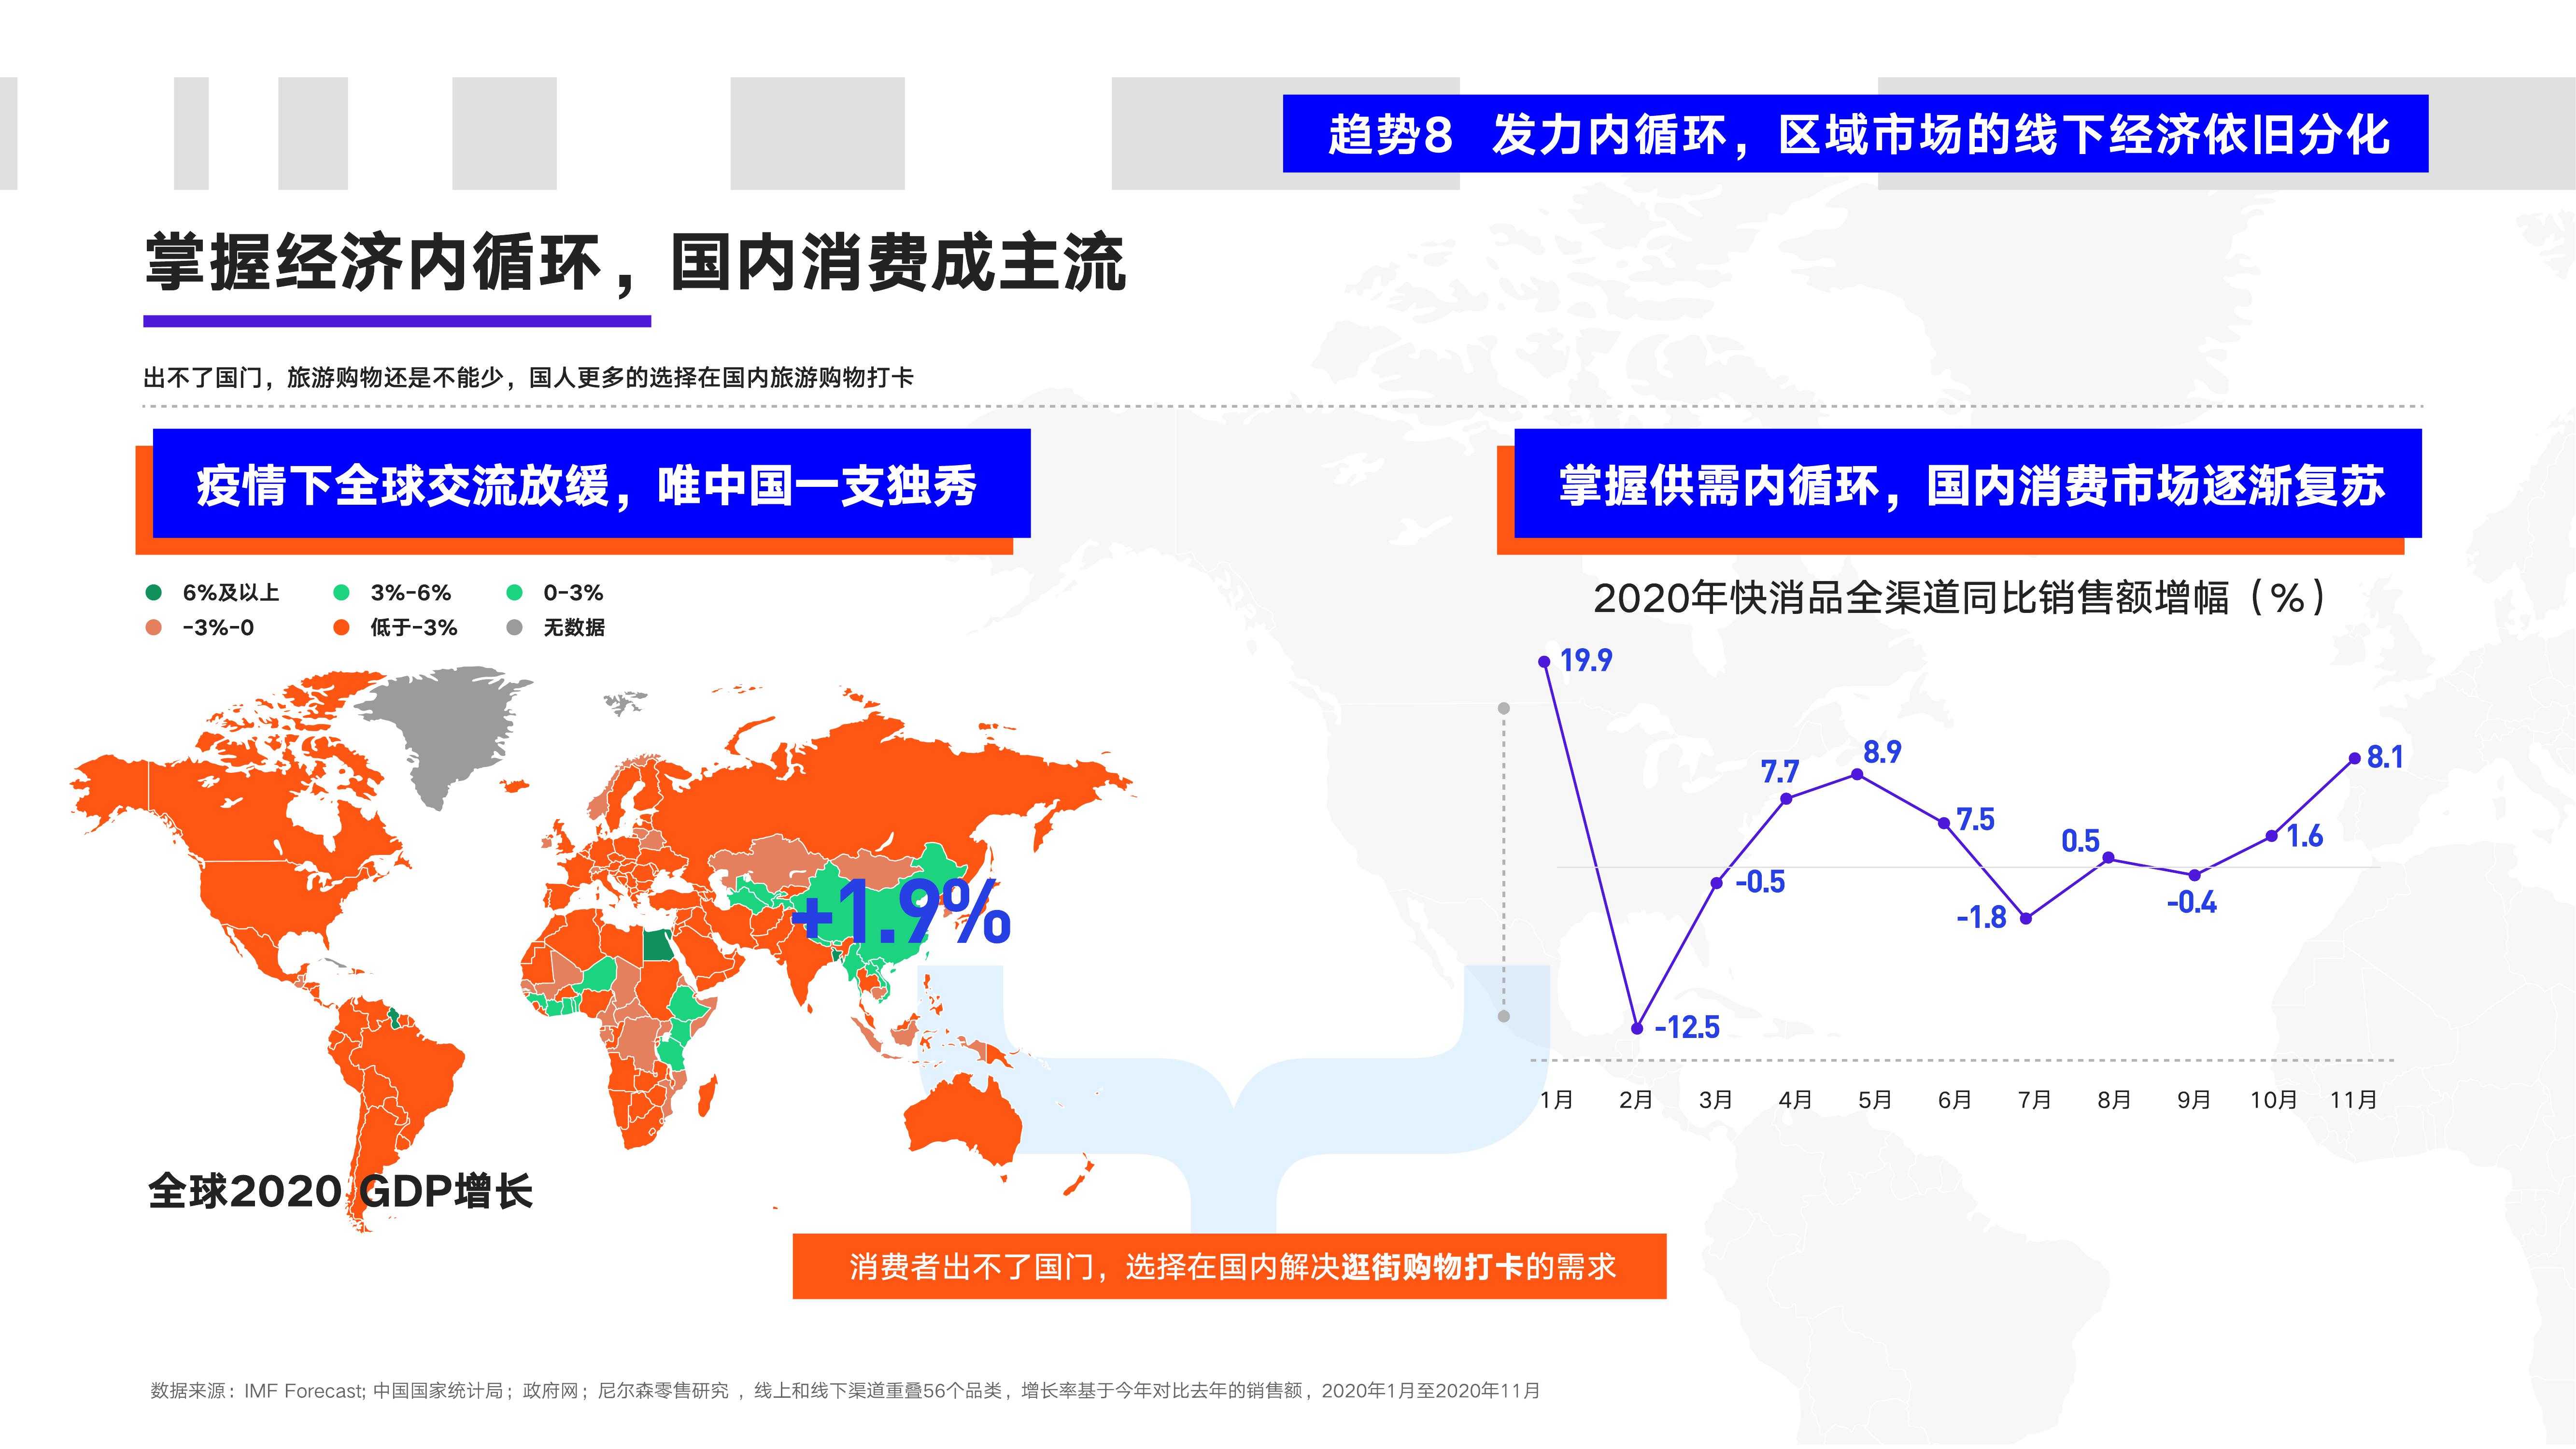 趋势8 发力内循环，区域市场的线下经济依旧分化
掌握经济内循环，国内消费成主流
出不了国门，旅游购物还是不能少，国人更多的选择在国内旅游购物打卡
疫情下全球交流放缓，唯中国一支独秀
6%及以上 3%-6% 0-3%
-3%-0 低于-3% 无数据
+1.9%
全球2020 GDP增长
掌握供需内循环，国内消费市场逐渐复苏
2020年快消品全渠道同比销售额增幅（%）
19.9
-12.5
-0.5
7.7
8.9
7.5
-1.8
0.5
-0.4
1.6
8.1
1月 2月 3月 4月 5月 6月 7月 8月 9月 10月 11月
消费者出不了国门，选择在国内解决逛街购物打卡的需求
数据来源：IMF Forecast; 中国国家统计局；政府网；尼尔森零售研究 ，线上和线下渠道重叠56个品类，增长率基于今年对比去年的销售额，2020年1月至2020年11月